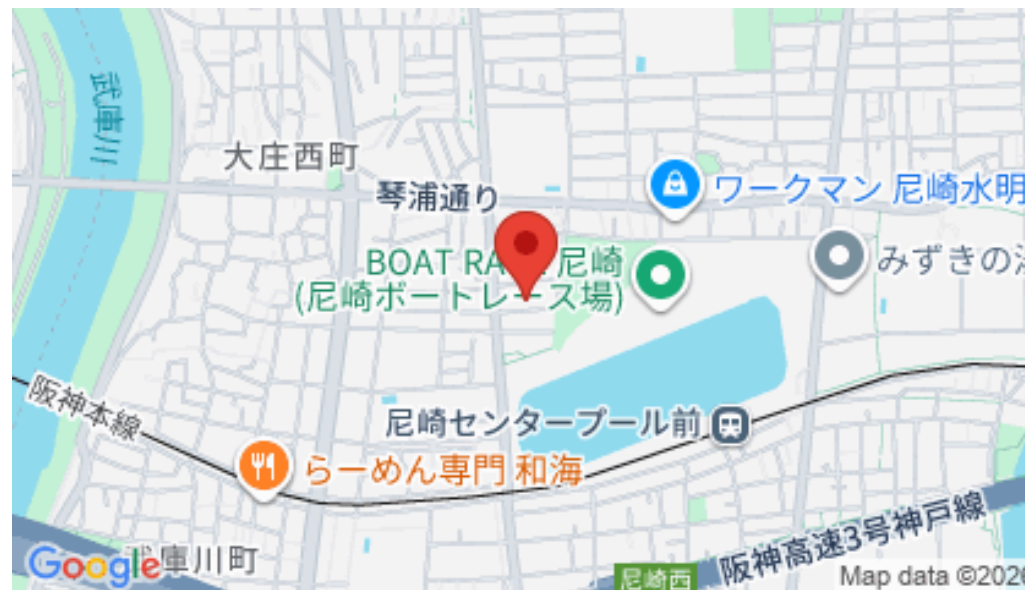 武庫川
大庄西町
琴浦通り
ワークマン 尼崎水明
BOAT RA 尼崎
(尼崎ボートレース場)
みずきの
阪神本線
尼崎センタープール前
らーめん専門 和海
阪神高速3号神戸線
Google
庫川町
尼崎西
Map data ©2026